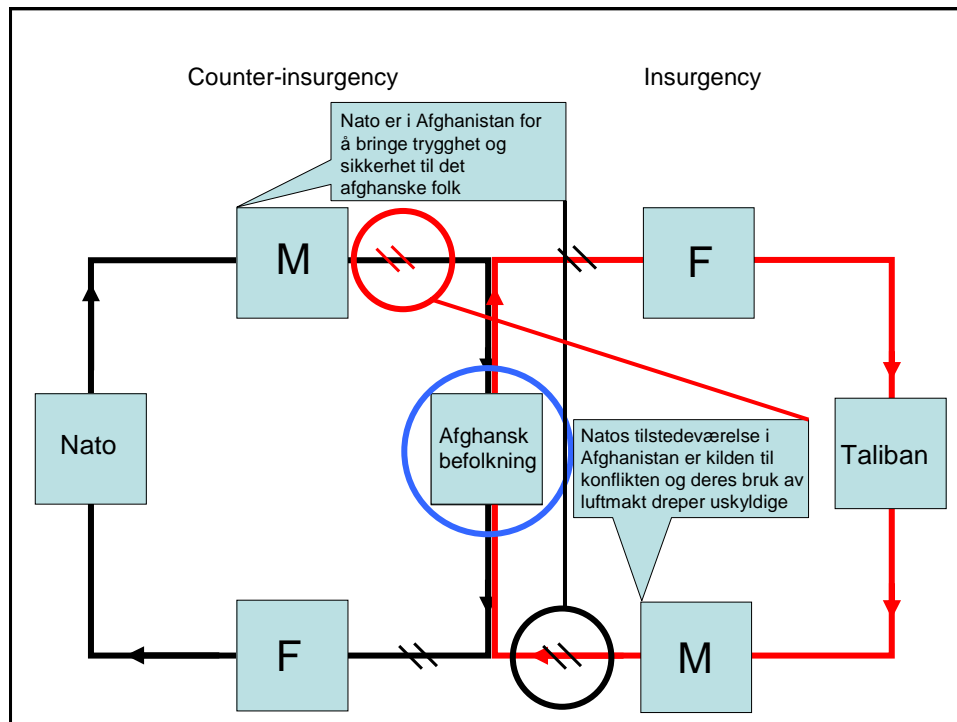 Counter-insurgency
Insurgency
Nato er i Afghanistan for
å bringe trygghet og
sikkerhet til det
afghanske folk
M
F
Nato
Afghansk
befolkning
Natos tilstedeværelse i
Afghanistan er kilden til
konflikten og deres bruk av
luftmakt dreper uskyldige
Taliban
F
M